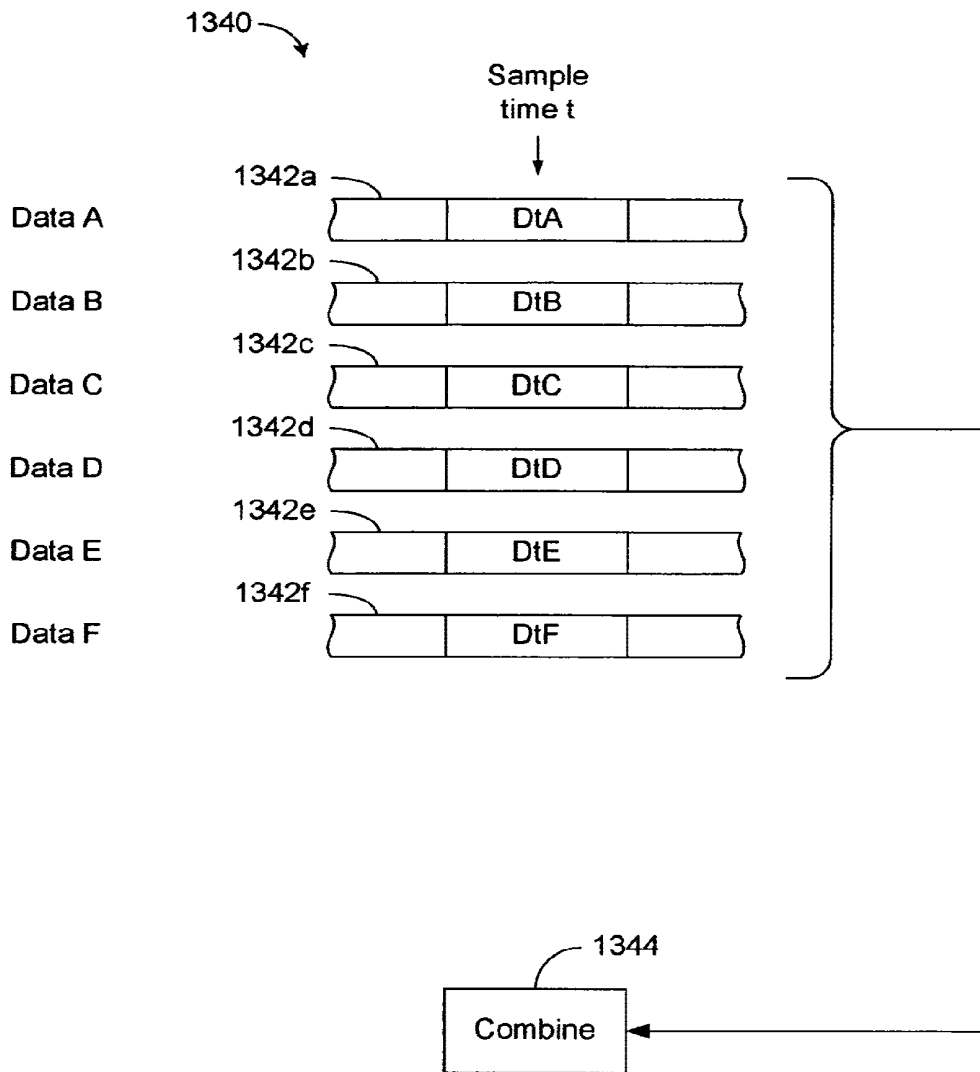 1340
Sample
time t
1342a
Data A DtA
1342b
Data B DtB
1342c
Data C DtC
1342d
Data D DtD
1342e
Data E DtE
1342f
Data F DtF
1344
Combine